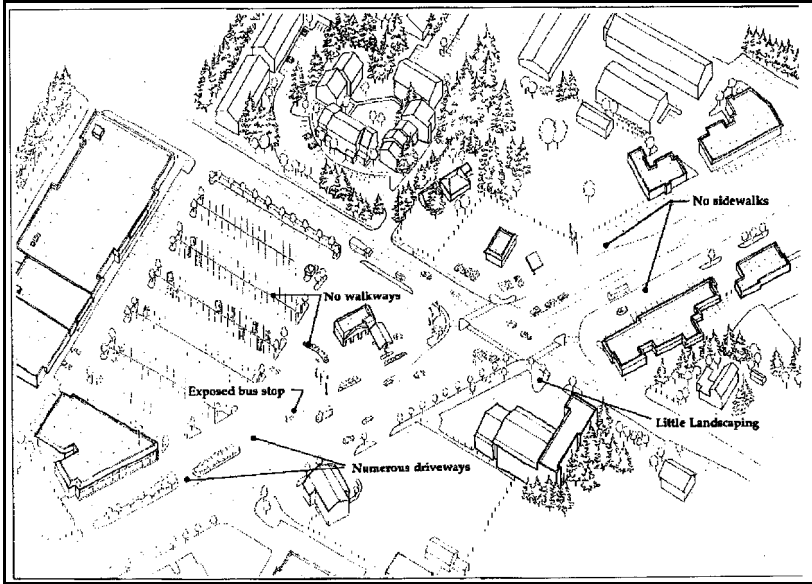 No sidewalks
No walkways
Exposed bus stop
Little Landscaping
Numerous driveways